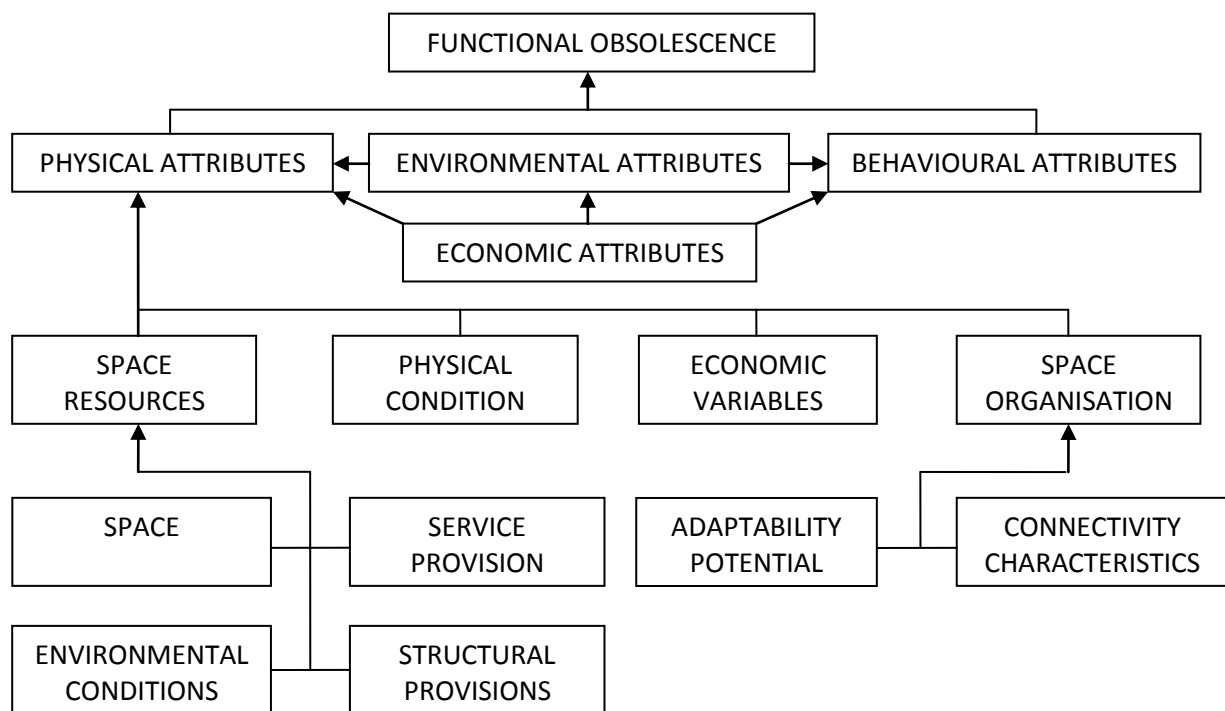 FUNCTIONAL OBSOLESCENCE
PHYSICAL ATTRIBUTES
ENVIRONMENTAL ATTRIBUTES
BEHAVIOURAL ATTRIBUTES
ECONOMIC ATTRIBUTES
SPACE
RESOURCES
PHYSICAL
CONDITION
ECONOMIC
VARIABLES
SPACE
ORGANISATION
SPACE
SERVICE
PROVISION
ADAPTABILITY
POTENTIAL
CONNECTIVITY
CHARACTERISTICS
ENVIRONMENTAL
CONDITIONS
STRUCTURAL
PROVISIONS